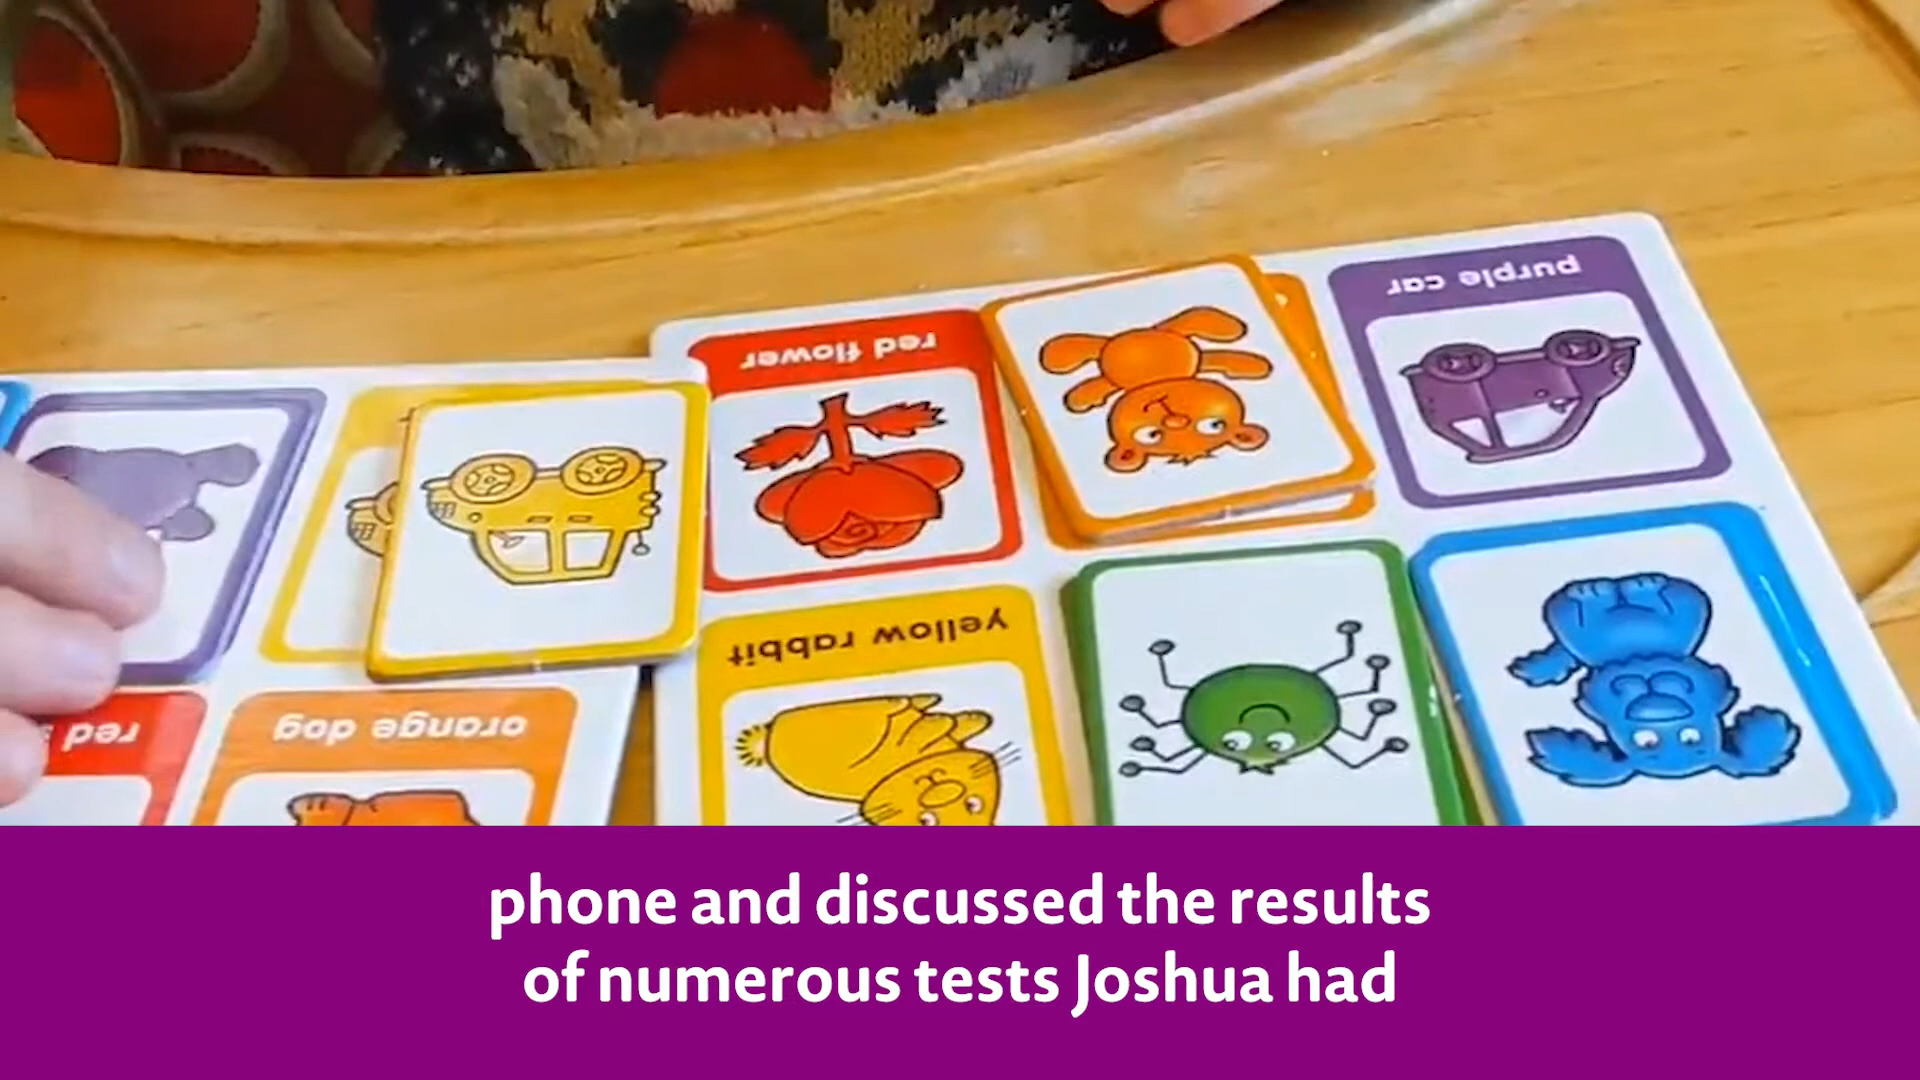 purple car
red flower
yellow rabbit
orange dog
red
phone and discussed the results
of numerous tests Joshua had